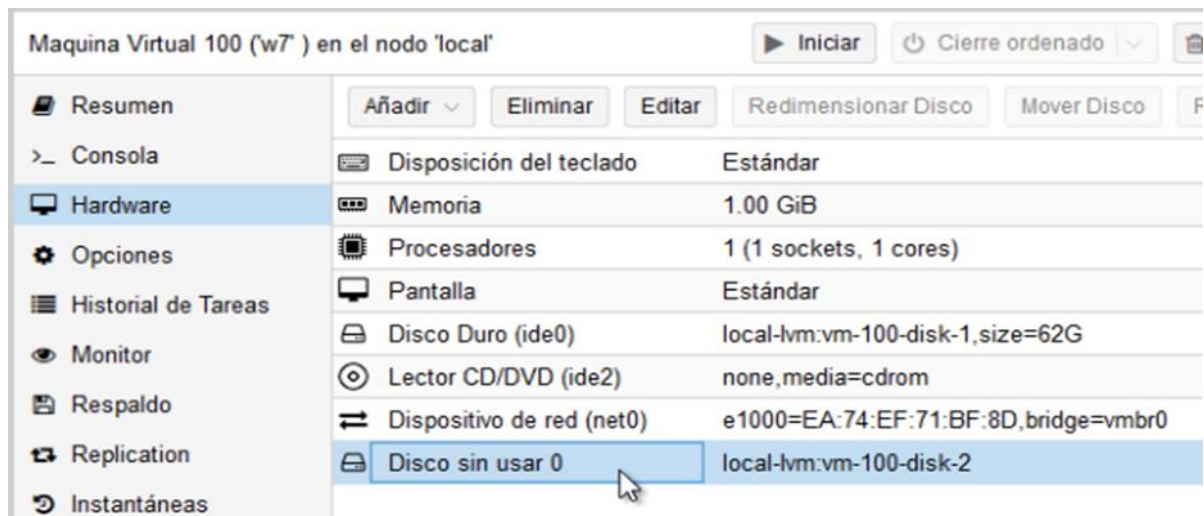 Maquina Virtual 100 ('w7' ) en el nodo 'local'
Iniciar
Cierre ordenado
Resumen
Consola
Hardware
Opciones
Historial de Tareas
Monitor
Respaldo
Replication
Instantáneas
Añadir
Eliminar
Editar
Redimensionar Disco
Mover Disco
Disposición del teclado Estándar
Memoria 1.00 GiB
Procesadores 1 (1 sockets, 1 cores)
Pantalla Estándar
Disco Duro (ide0) local-lvm:vm-100-disk-1,size=62G
Lector CD/DVD (ide2) none,media=cdrom
Dispositivo de red (net0) e1000=EA:74:EF:71:BF:8D,bridge=vmbr0
Disco sin usar 0 local-lvm:vm-100-disk-2